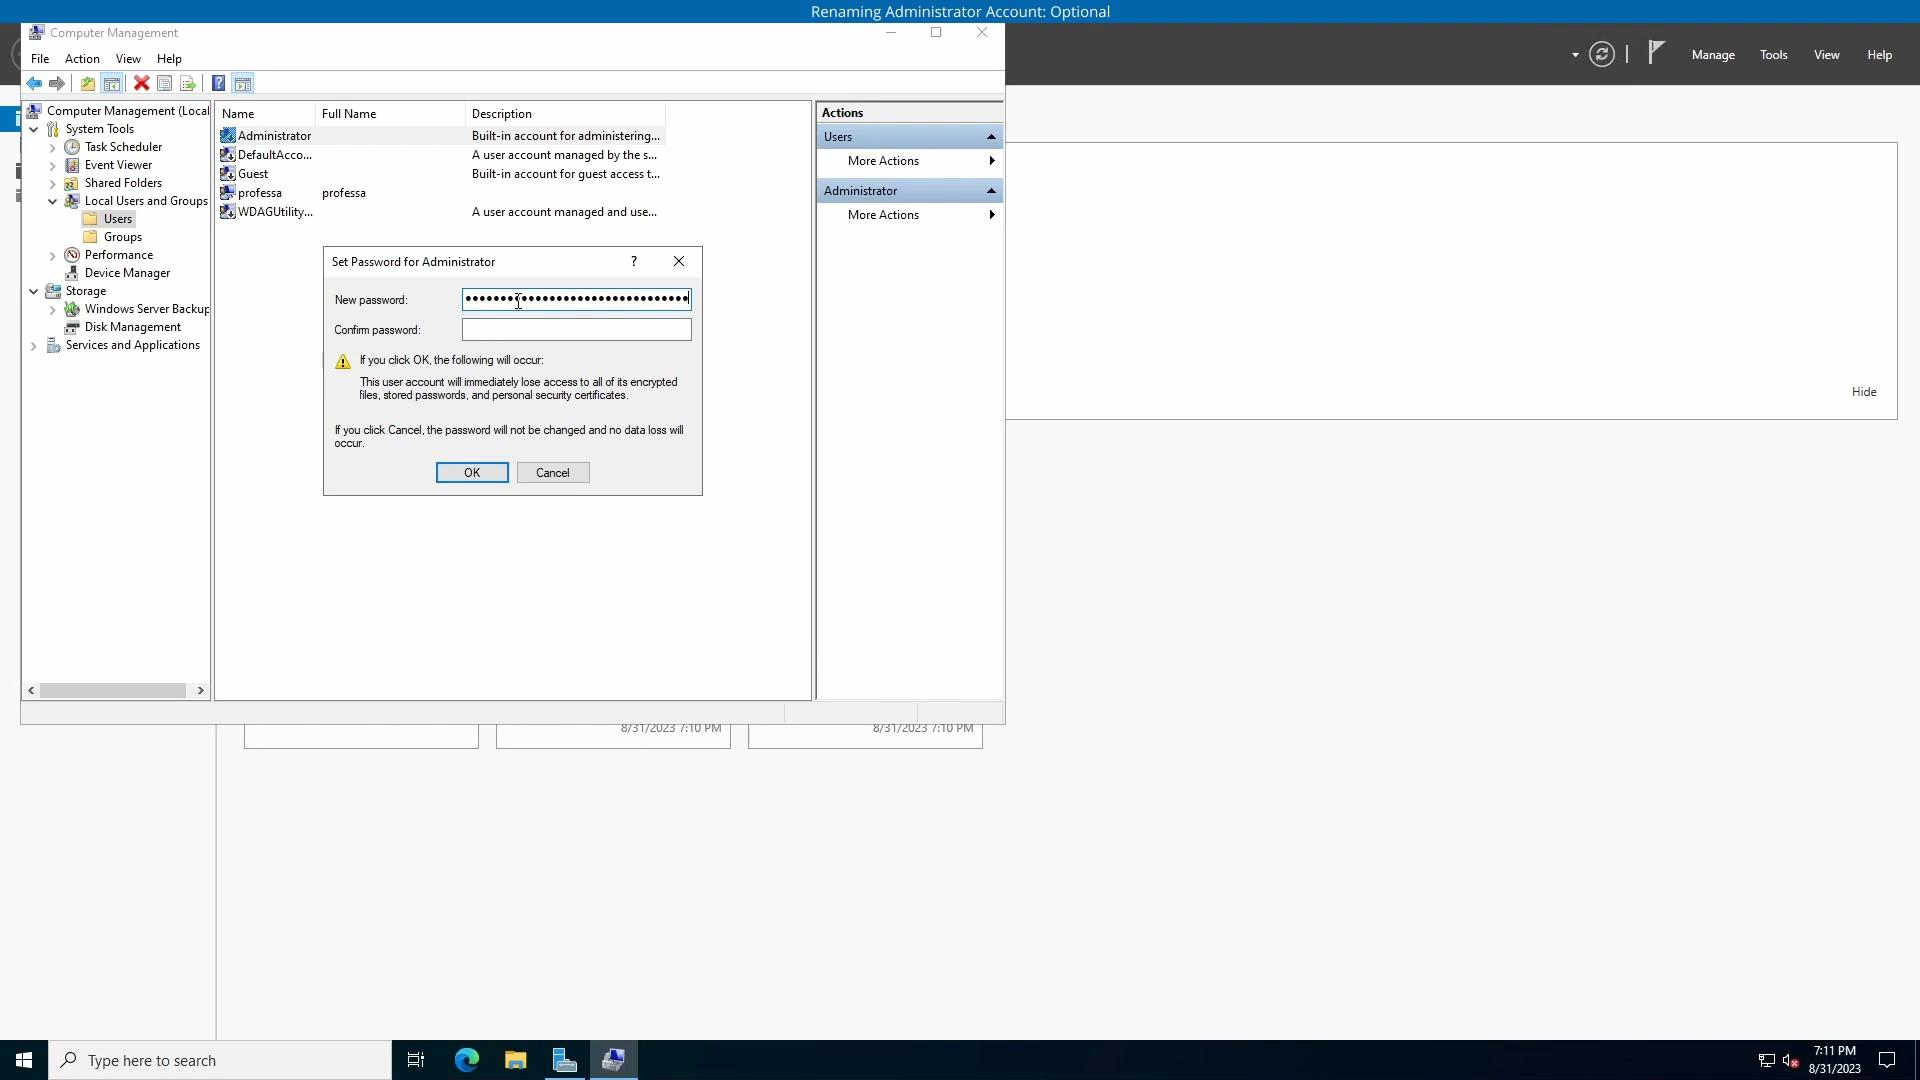 Renaming Administrator Account: Optional
Computer Management
File Action View Help
Manage Tools View Help
Computer Management (Local
System Tools
Task Scheduler
Event Viewer
Shared Folders
Local Users and Groups
Users
Groups
Performance
Device Manager
Storage
Windows Server Backup
Disk Management
Services and Applications
Name Full Name Description
Administrator Built-in account for administering...
DefaultAcco... A user account managed by the s...
Guest Built-in account for guest access t...
professa professa
WDAGUtility... A user account managed and use...
Actions
Users
More Actions
Administrator
More Actions
Set Password for Administrator
New password:
Confirm password:
If you click OK, the following will occur:
This user account will immediately lose access to all of its encrypted
files, stored passwords, and personal security certificates.
If you click Cancel, the password will not be changed and no data loss will
occur.
OK Cancel
Hide
8/31/2023 7:10 PM 8/31/2023 7:10 PM
Type here to search
7:11 PM
8/31/2023